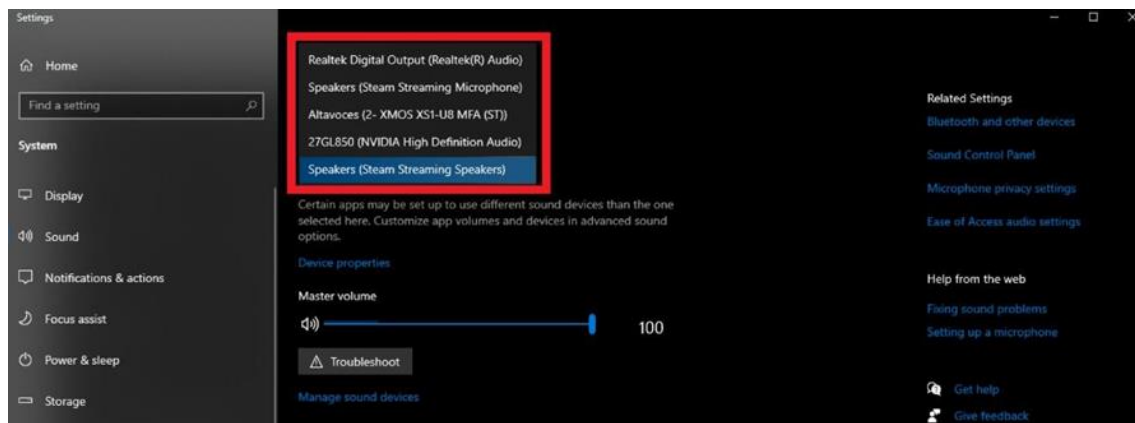 Settings
Home
Find a setting
System
Display
Sound
Notifications & actions
Focus assist
Power & sleep
Storage
Realtek Digital Output (Realtek(R) Audio)
Speakers (Steam Streaming Microphone)
Altavoces (2- XMOS XS1-U8 MFA (ST))
27GL850 (NVIDIA High Definition Audio)
Speakers (Steam Streaming Speakers)
Certain apps may be set up to use different sound devices than the one
selected here. Customize app volumes and devices in advanced sound
options.
Device properties
Master volume
100
Troubleshoot
Manage sound devices
Related Settings
Bluetooth and other devices
Sound Control Panel
Microphone privacy settings
Ease of Access audio settings
Help from the web
Fixing sound problems
Setting up a microphone
Get help
Give feedback